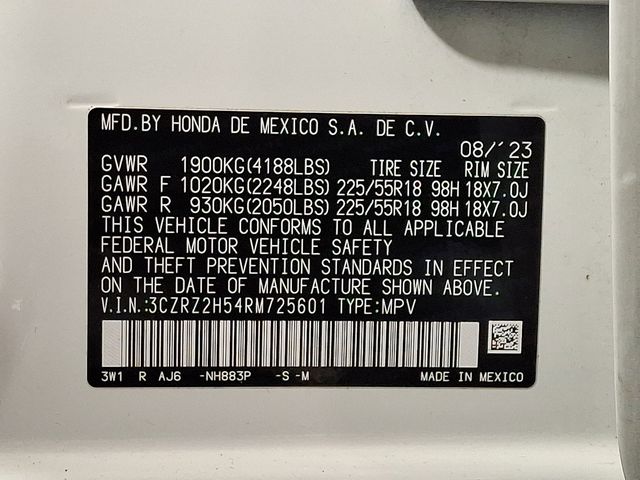 MFD.BY HONDA DE MEXICO S.A. DE C.V.
08/'23
GVWR 1900KG(4188LBS) TIRE SIZE RIM SIZE
GAWR F 1020KG(2248LBS) 225/55R18 98H 18X7.0J
GAWR R 930KG(2050LBS) 225/55R18 98H 18X7.0J
THIS VEHICLE CONFORMS TO ALL APPLICABLE
FEDERAL MOTOR VEHICLE SAFETY
AND THEFT PREVENTION STANDARDS IN EFFECT
ON THE DATE OF MANUFACTURE SHOWN ABOVE.
V.I.N.:3CZRZ2H54RM725601 TYPE:MPV
3W1 R AJ6 -NH883P -S -M MADE IN MEXICO